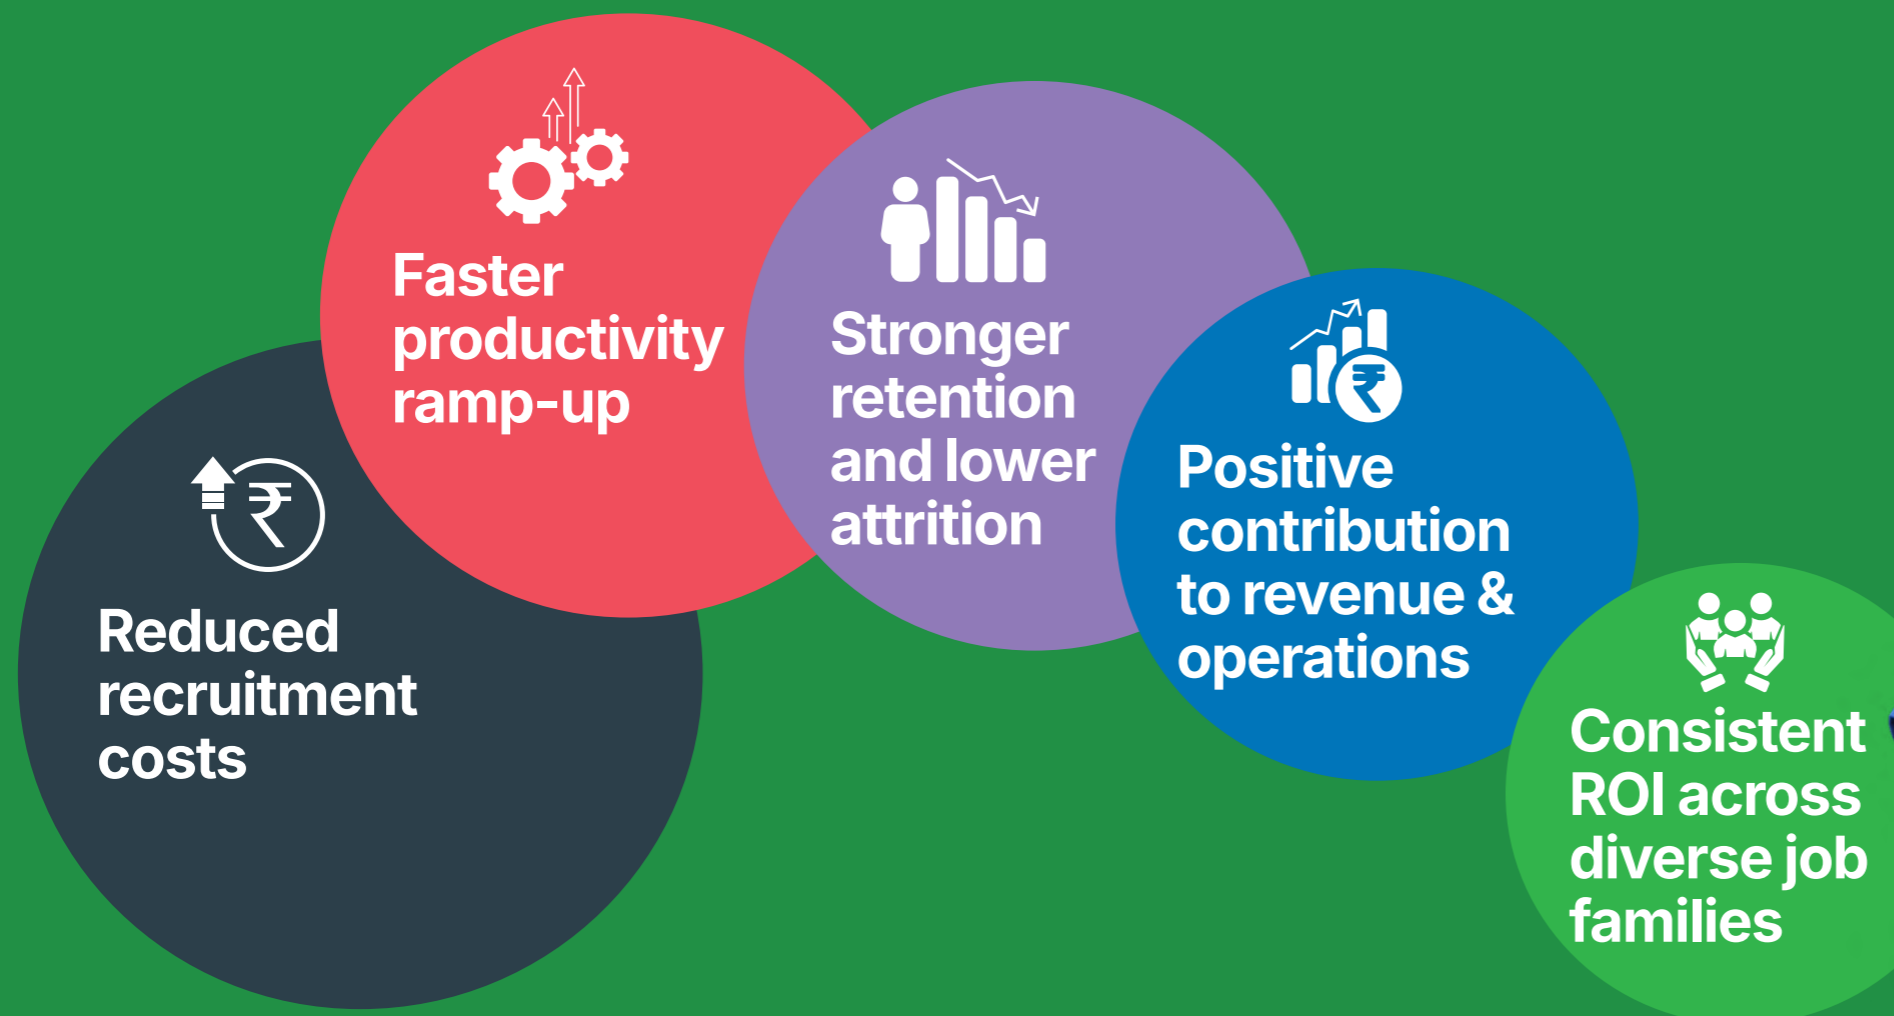 Reduced
recruitment
costs
Faster
productivity
ramp-up
Stronger
retention
and lower
attrition
₹
Positive
contribution
to revenue &
operations
₹
Consistent
ROI across
diverse job
families